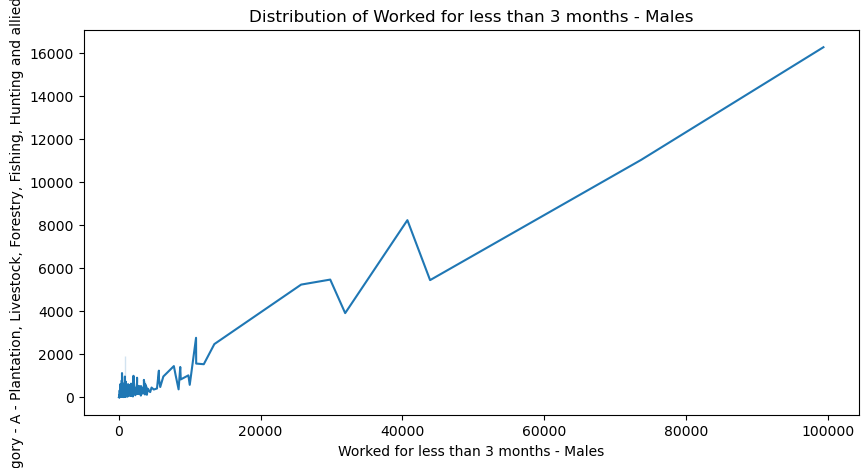 Distribution of Worked for less than 3 months - Males
gory - A - Plantation, Livestock, Forestry, Fishing, Hunting and allied
16000
14000
12000
10000
8000
6000
4000
2000
0
0 20000 40000 60000 80000 100000
Worked for less than 3 months - Males